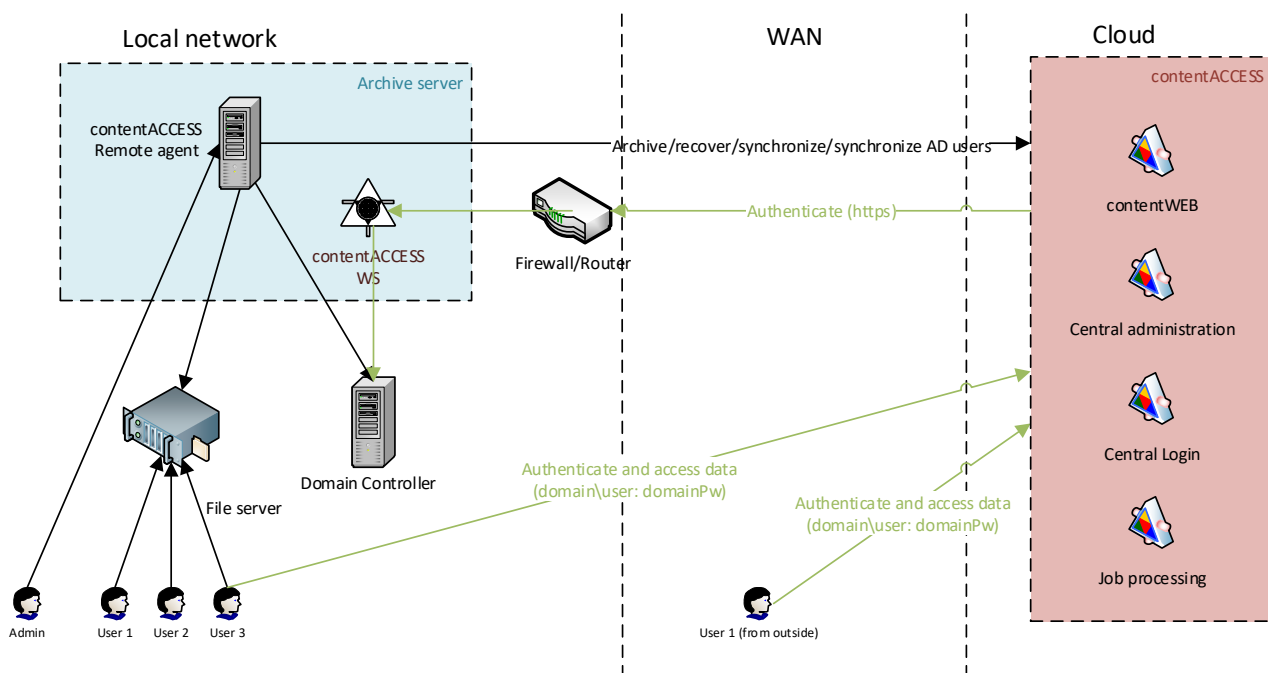 Local network
WAN
Cloud
Archive server
contentACCESS
contentACCESS
Remote agent
Archive/recover/synchronize/synchronize AD users
contentWEB
Authenticate (https)
contentACCESS
WS
Firewall/Router
Central administration
Domain Controller
Authenticate and access data
(domain\user: domainPw)
Central Login
File server
Authenticate and access data
(domain\user: domainPw)
Job processing
Admin
User 1
User 2
User 3
User 1 (from outside)